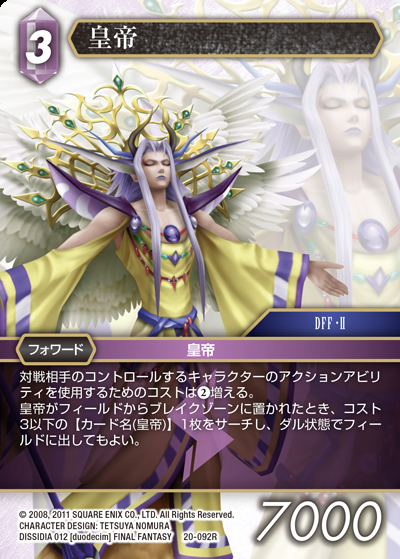 3
皇帝
DFF・II
フォワード
皇帝
対戦相手のコントロールするキャラクターのアクションアビリ
ティを使用するためのコストは❷増える。
皇帝がフィールドからブレイクゾーンに置かれたとき、コスト
3以下の【カード名(皇帝)】1枚をサーチし、ダル状態でフィー
ルドに出してもよい。
© 2008, 2011 SQUARE ENIX CO., LTD. All Rights Reserved.
CHARACTER DESIGN: TETSUYA NOMURA
DISSIDIA 012 [duodecim] FINAL FANTASY
20-092R
7000